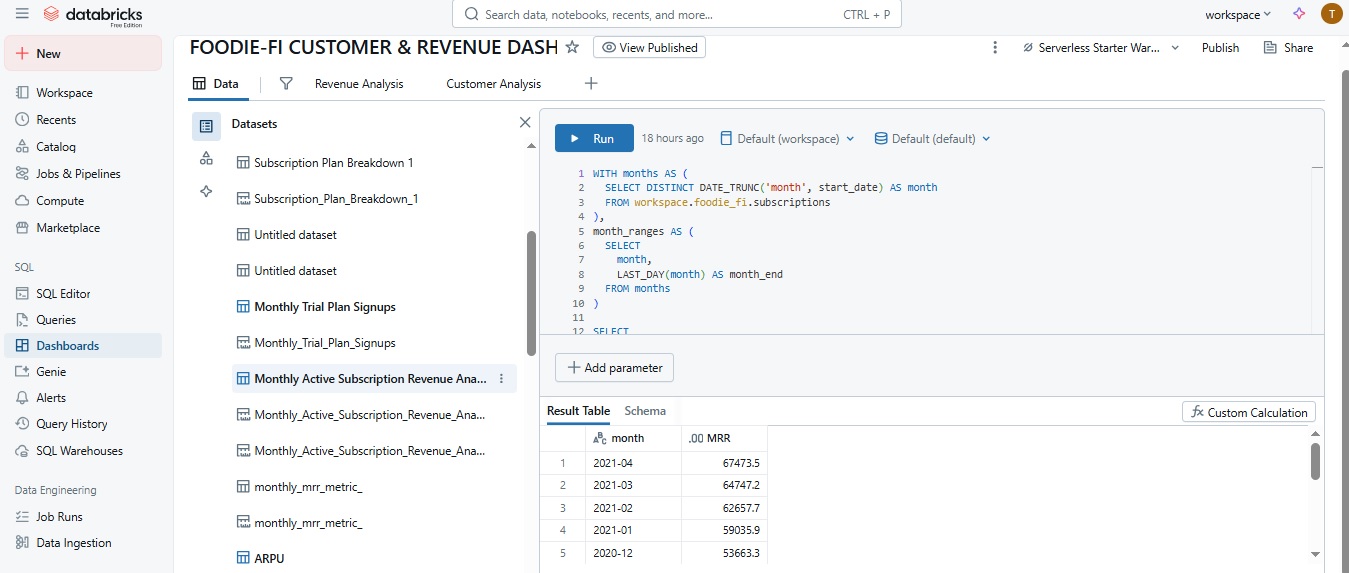 databricks
Free Edition
Search data, notebooks, recents, and more...
CTRL + P
workspace
T
New
Workspace
Recents
Catalog
Jobs & Pipelines
Compute
Marketplace
SQL
SQL Editor
Queries
Dashboards
Genie
Alerts
Query History
SQL Warehouses
Data Engineering
Job Runs
Data Ingestion
FOODIE-FI CUSTOMER & REVENUE DASH
View Published
Serverless Starter War...
Publish
Share
Data
Revenue Analysis
Customer Analysis
Datasets
Subscription Plan Breakdown 1
Subscription_Plan_Breakdown_1
Untitled dataset
Untitled dataset
Monthly Trial Plan Signups
Monthly_Trial_Plan_Signups
Monthly Active Subscription Revenue Ana...
Monthly_Active_Subscription_Revenue_Ana...
Monthly_Active_Subscription_Revenue_Ana...
monthly_mrr_metric_
monthly_mrr_metric_
ARPU
Run
18 hours ago
Default (workspace)
Default (default)
1 WITH months AS (
2 SELECT DISTINCT DATE_TRUNC('month', start_date) AS month
3 FROM workspace.foodie_fi.subscriptions
4 ),
5 month_ranges AS (
6 SELECT
7 month,
8 LAST_DAY(month) AS month_end
9 FROM months
10 )
11
12 SELECT
Add parameter
Result Table
Schema
fx Custom Calculation
ABC month .00 MRR
1 2021-04 67473.5
2 2021-03 64747.2
3 2021-02 62657.7
4 2021-01 59035.9
5 2020-12 53663.3